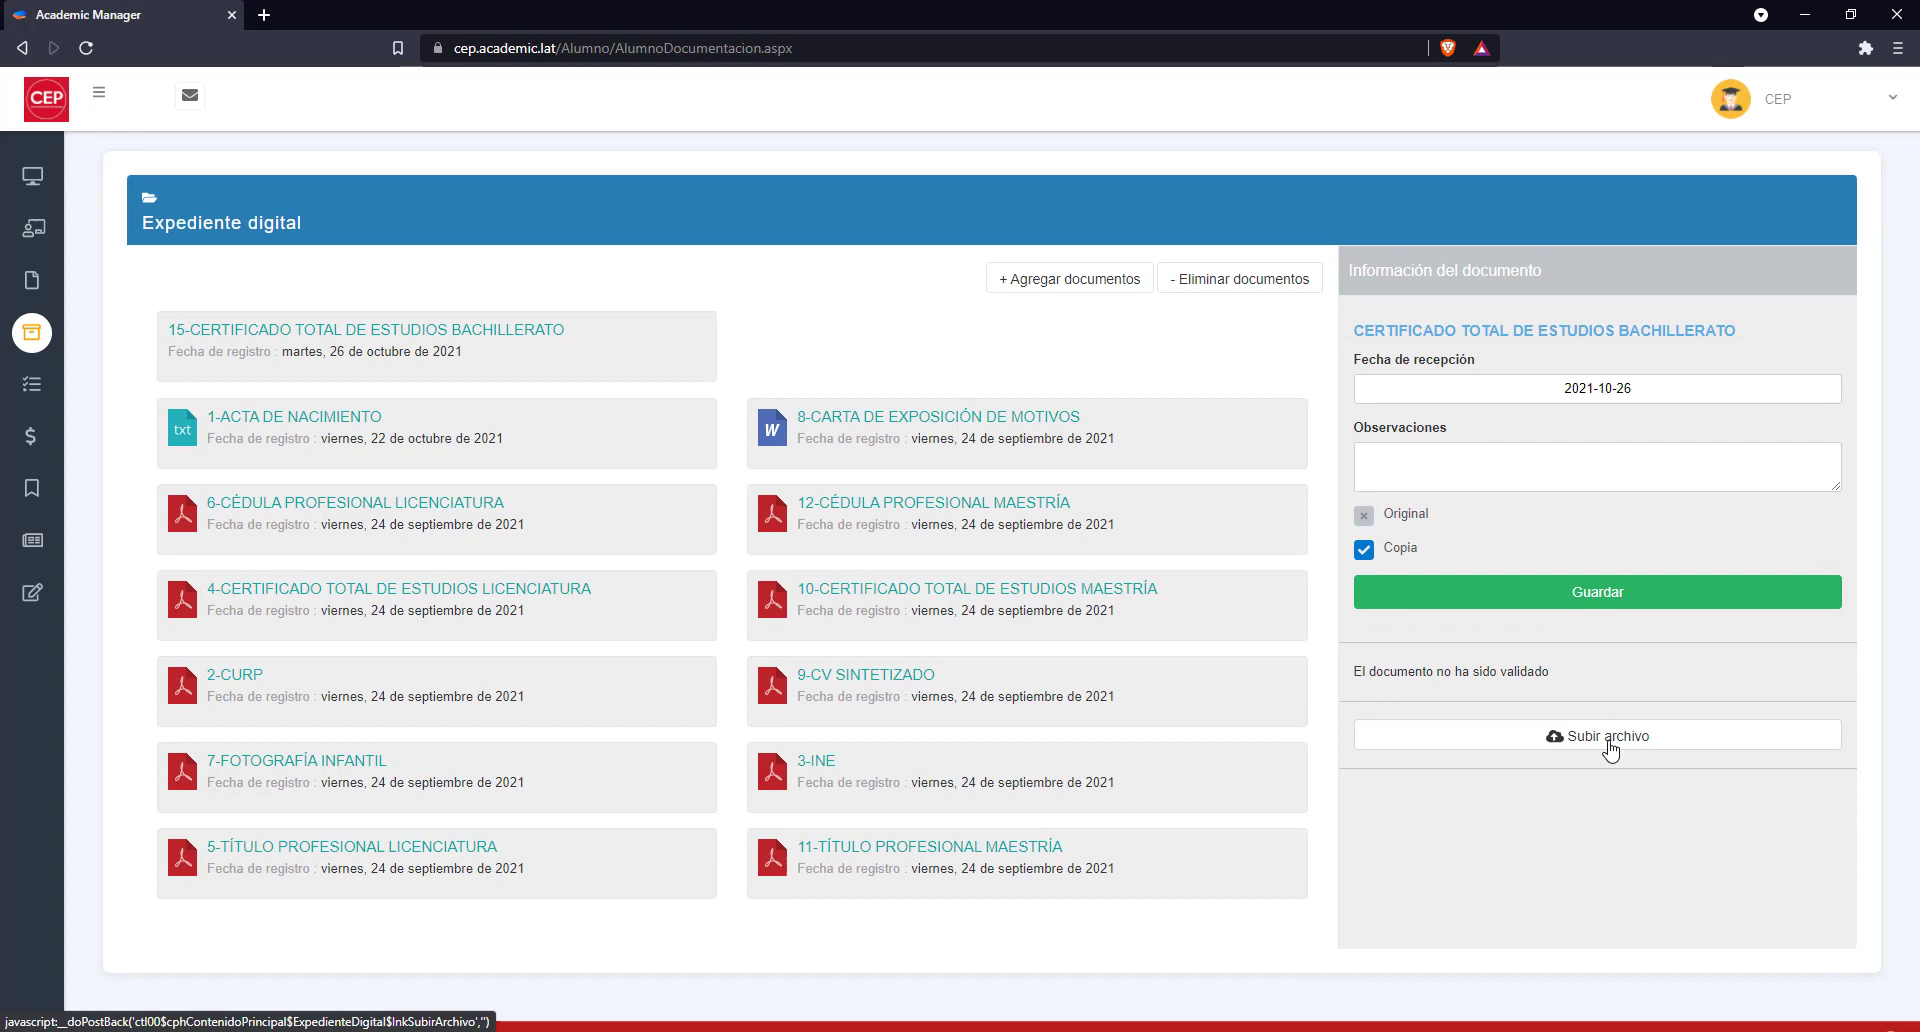 Academic Manager
cep.academic.lat/Alumno/AlumnoDocumentacion.aspx
CEP
CEP
Expediente digital
+ Agregar documentos
- Eliminar documentos
15-CERTIFICADO TOTAL DE ESTUDIOS BACHILLERATO
Fecha de registro : martes, 26 de octubre de 2021
txt
1-ACTA DE NACIMIENTO
Fecha de registro : viernes, 22 de octubre de 2021
W
8-CARTA DE EXPOSICIÓN DE MOTIVOS
Fecha de registro : viernes, 24 de septiembre de 2021
6-CÉDULA PROFESIONAL LICENCIATURA
Fecha de registro : viernes, 24 de septiembre de 2021
12-CÉDULA PROFESIONAL MAESTRÍA
Fecha de registro : viernes, 24 de septiembre de 2021
4-CERTIFICADO TOTAL DE ESTUDIOS LICENCIATURA
Fecha de registro : viernes, 24 de septiembre de 2021
10-CERTIFICADO TOTAL DE ESTUDIOS MAESTRÍA
Fecha de registro : viernes, 24 de septiembre de 2021
2-CURP
Fecha de registro : viernes, 24 de septiembre de 2021
9-CV SINTETIZADO
Fecha de registro : viernes, 24 de septiembre de 2021
7-FOTOGRAFÍA INFANTIL
Fecha de registro : viernes, 24 de septiembre de 2021
3-INE
Fecha de registro : viernes, 24 de septiembre de 2021
5-TÍTULO PROFESIONAL LICENCIATURA
Fecha de registro : viernes, 24 de septiembre de 2021
11-TÍTULO PROFESIONAL MAESTRÍA
Fecha de registro : viernes, 24 de septiembre de 2021
Información del documento
CERTIFICADO TOTAL DE ESTUDIOS BACHILLERATO
Fecha de recepción
2021-10-26
Observaciones
Original
Copia
Guardar
El documento no ha sido validado
Subir archivo
javascript:__doPostBack('ctl00$cphContenidoPrincipal$ExpedienteDigital$lnkSubirArchivo','')